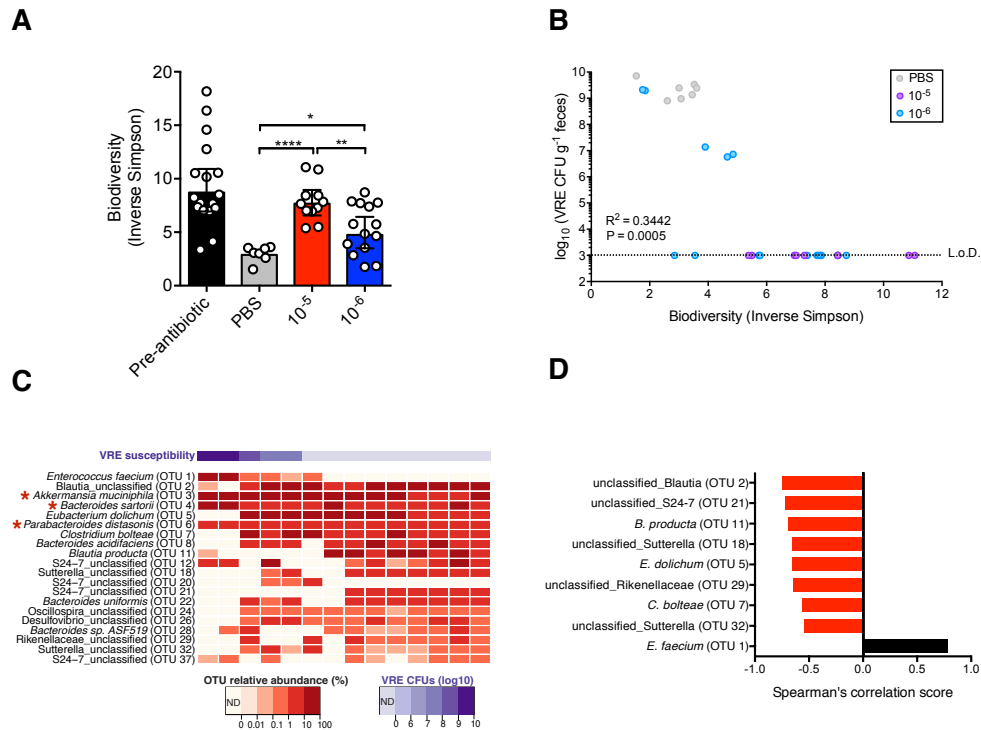 A
20
15
10
5
0
Biodiversity
(Inverse Simpson)
*
****
**
Pre-antibiotic
PBS
10-5
10-6
B
10
9
8
7
6
5
4
3
2
log10 (VRE CFU g-1 feces)
PBS
10-5
10-6
R2 = 0.3442
P = 0.0005
L.o.D.
0
2
4
6
8
10
12
Biodiversity (Inverse Simpson)
C
VRE susceptibility
Enterococcus faecium (OTU 1)
Blautia_unclassified (OTU 2)
* Akkermansia muciniphila (OTU 3)
* Bacteroides sartorii (OTU 4)
Eubacterium dolichum (OTU 5)
* Parabacteroides distasonis (OTU 6)
Clostridium bolteae (OTU 7)
Bacteroides acidifaciens (OTU 8)
Blautia producta (OTU 11)
S24−7_unclassified (OTU 12)
Sutterella_unclassified (OTU 18)
S24−7_unclassified (OTU 20)
S24−7_unclassified (OTU 21)
Bacteroides uniformis (OTU 22)
Oscillospira_unclassified (OTU 24)
Desulfovibrio_unclassified (OTU 26)
Bacteroides sp. ASF519 (OTU 28)
Rikenellaceae_unclassified (OTU 29)
Sutterella_unclassified (OTU 32)
S24−7_unclassified (OTU 37)
OTU relative abundance (%)
ND
0 0.01 0.1 1 10 100
VRE CFUs (log10)
ND
0 6 7 8 9 10
D
unclassified_Blautia (OTU 2)
unclassified_S24-7 (OTU 21)
B. producta (OTU 11)
unclassified_Sutterella (OTU 18)
E. dolichum (OTU 5)
unclassified_Rikenellaceae (OTU 29)
C. bolteae (OTU 7)
unclassified_Sutterella (OTU 32)
E. faecium (OTU 1)
-1.0
-0.5
0.0
0.5
1.0
Spearman's correlation score